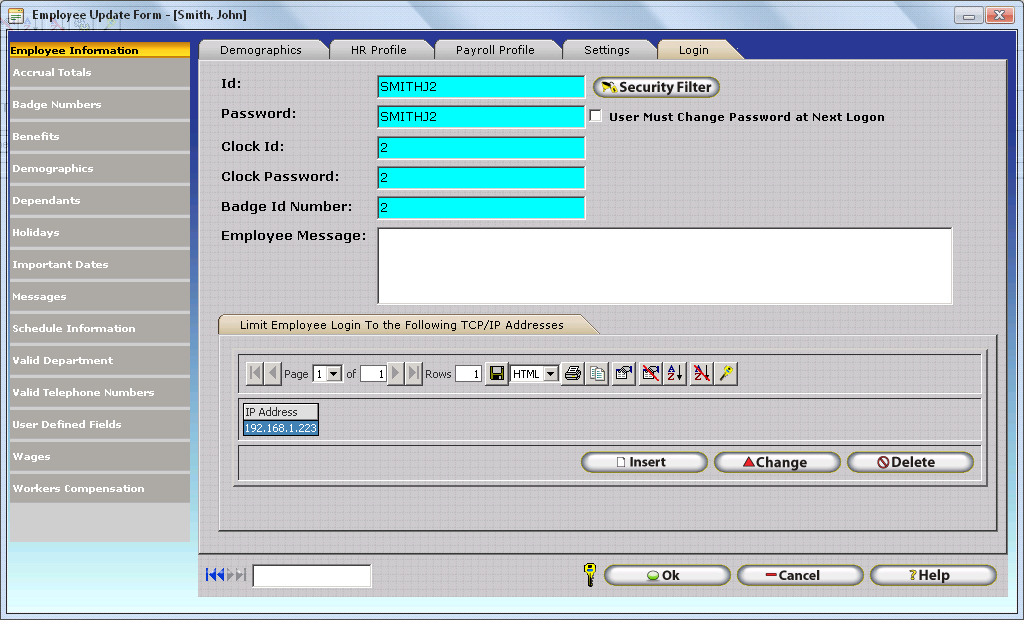 Employee Update Form - [Smith, John]
Employee Information
Accrual Totals
Badge Numbers
Benefits
Demographics
Dependants
Holidays
Important Dates
Messages
Schedule Information
Valid Department
Valid Telephone Numbers
User Defined Fields
Wages
Workers Compensation
Demographics HR Profile Payroll Profile Settings Login
Id: SMITHJ2 Security Filter
Password: SMITHJ2 User Must Change Password at Next Logon
Clock Id: 2
Clock Password: 2
Badge Id Number: 2
Employee Message:
Limit Employee Login To the Following TCP/IP Addresses
Page 1 of 1 Rows 1 HTML
IP Address
192.168.1.223
Insert Change Delete
Ok Cancel Help